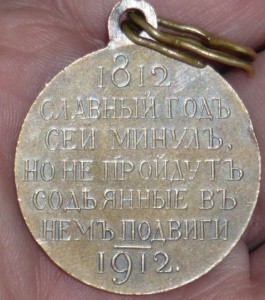 1812
СЛАВНЫЙ ГОДЪ
СЕЙ МИНУЛЪ,
НО НЕ ПРОЙДУТЪ
СОДѢЯННЫЕ ВЪ
НЕМЪ ПОДВИГИ
1912.